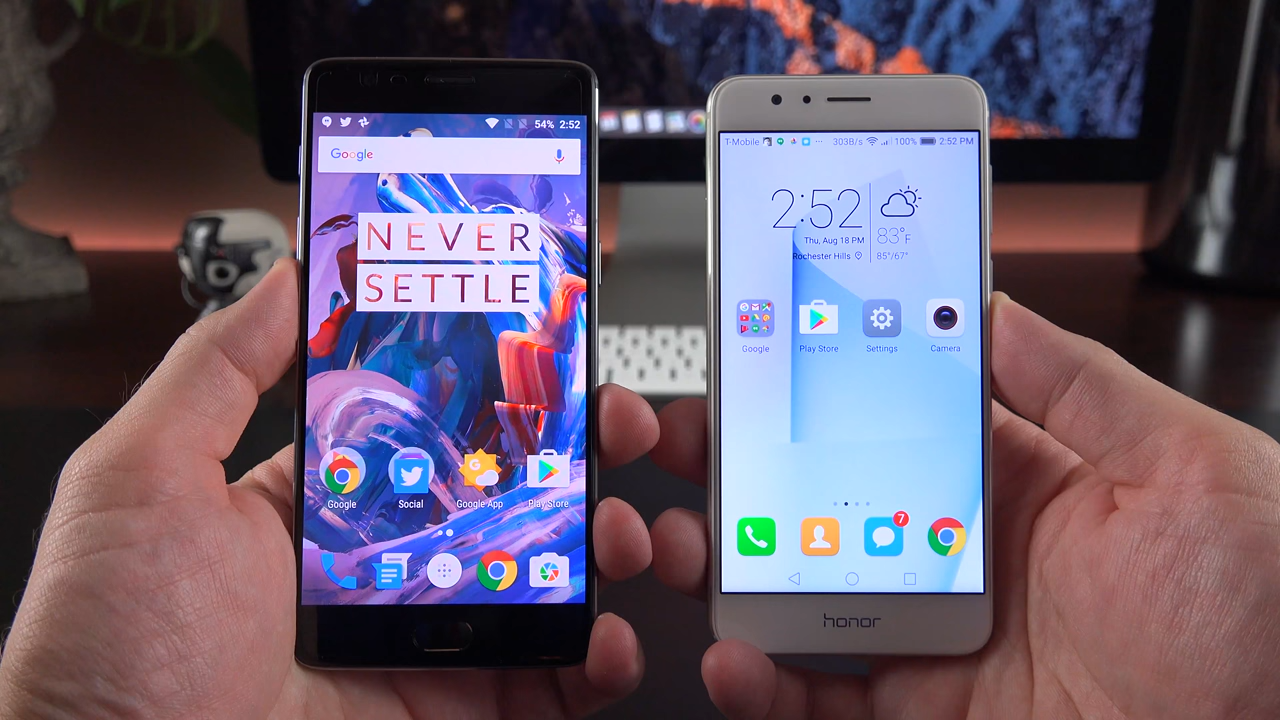 54% 2:52
Google
NEVER
SETTLE
Google Social Google App Play Store
T-Mobile ... 303B/s 100% 2:52 PM
2:52
Thu, Aug 18 PM
Rochester Hills
83°F
85°/67°
Google Play Store Settings Camera
7
honor